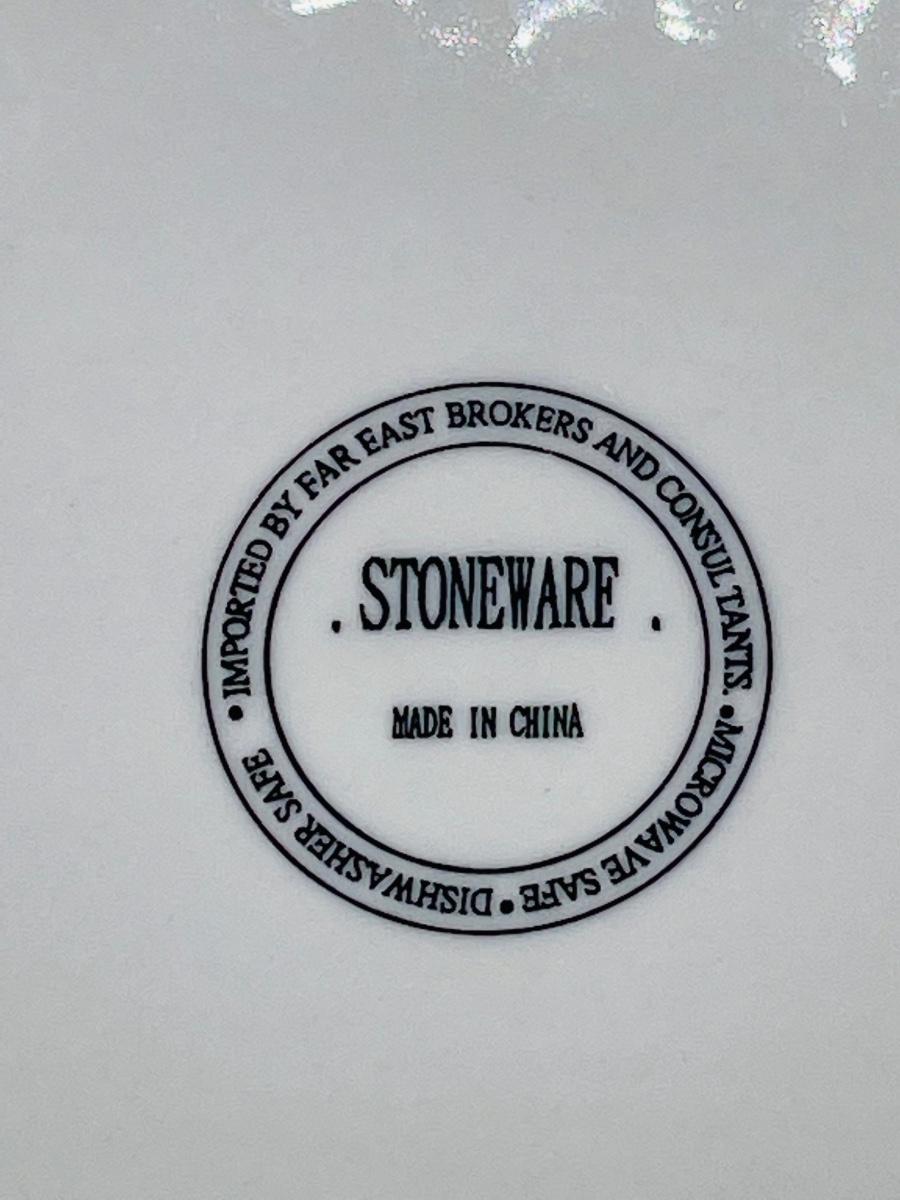 • IMPORTED BY FAR EAST BROKERS AND CONSULTANTS. • MICROWAVE SAFE • DISHWASHER SAFE
. STONEWARE .
MADE IN CHINA